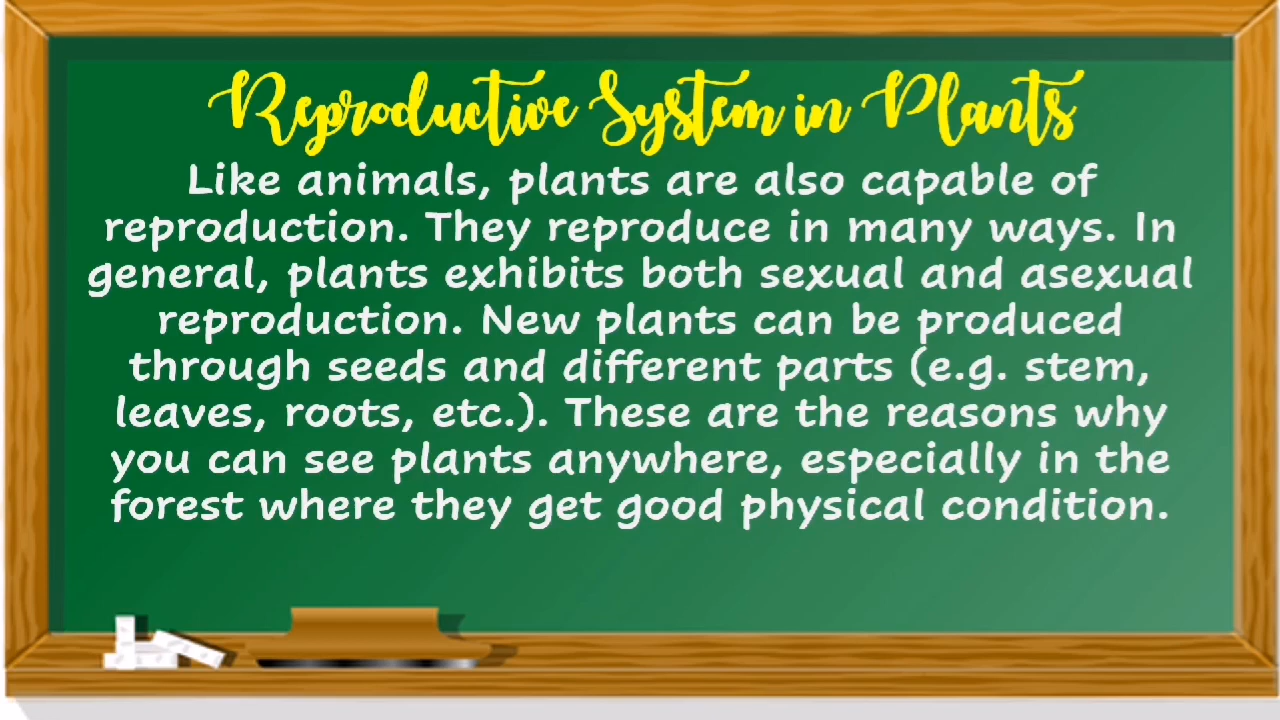 Reproductive System in Plants
Like animals, plants are also capable of
reproduction. They reproduce in many ways. In
general, plants exhibits both sexual and asexual
reproduction. New plants can be produced
through seeds and different parts (e.g. stem,
leaves, roots, etc.). These are the reasons why
you can see plants anywhere, especially in the
forest where they get good physical condition.